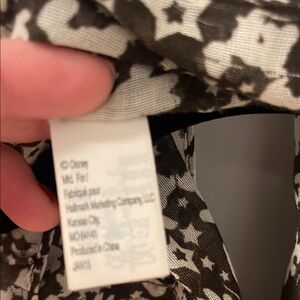 © Disney
Mfd. For/
Fabriqué pour
Hallmark Marketing Company, LLC
Kansas City,
MO 64141
Produced in China
JAN15